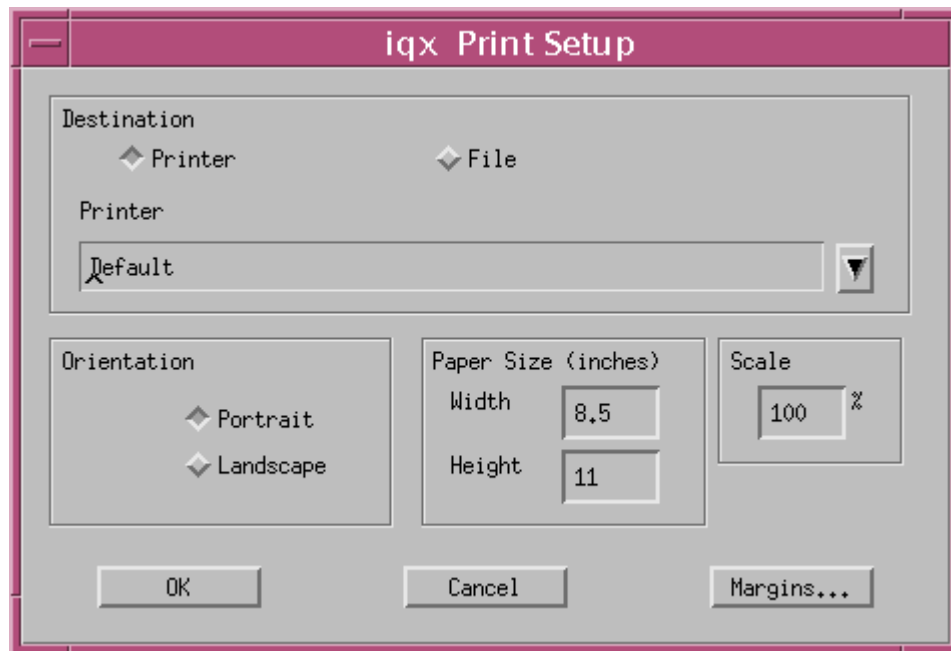 iqx Print Setup
Destination
Printer File
Printer
Default
Orientation
Portrait
Landscape
Paper Size (inches)
Width 8.5
Height 11
Scale
100 %
OK Cancel Margins...